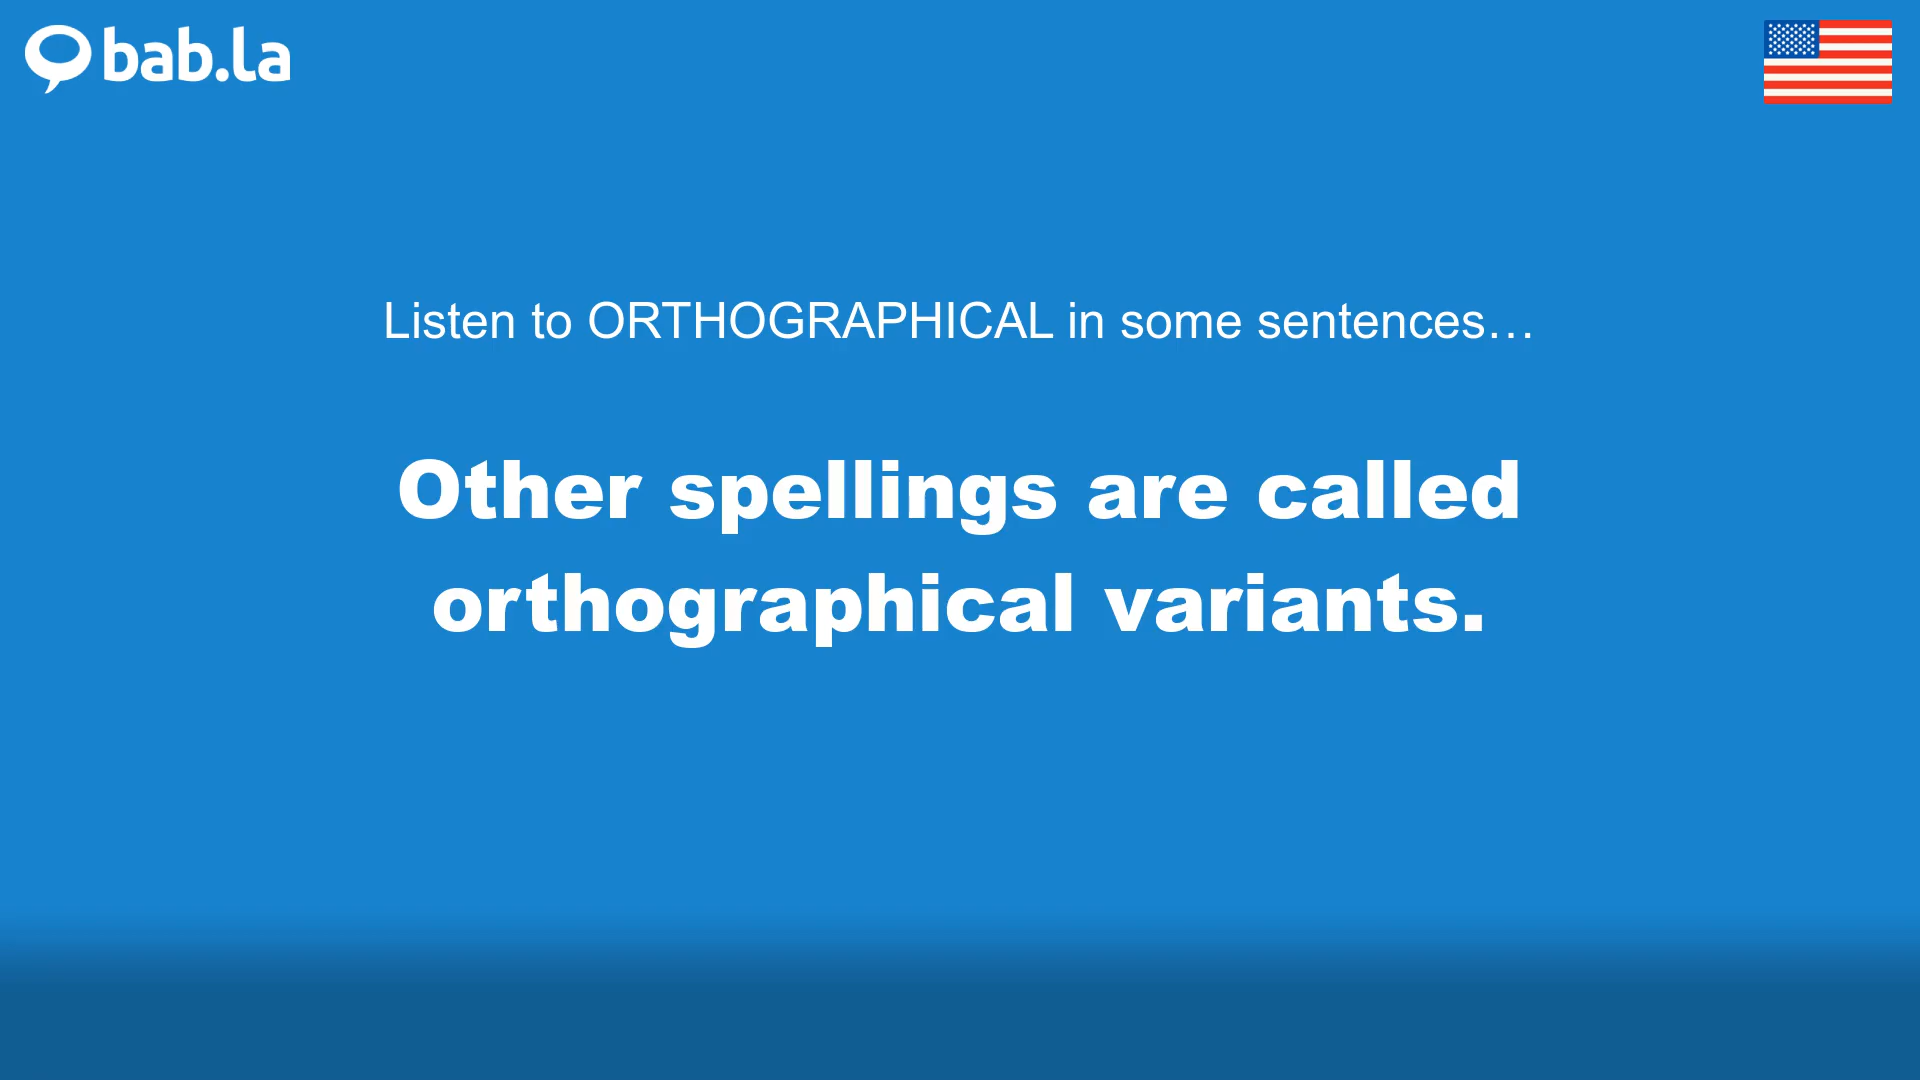 bab.la
Listen to ORTHOGRAPHICAL in some sentences…
Other spellings are called
orthographical variants.